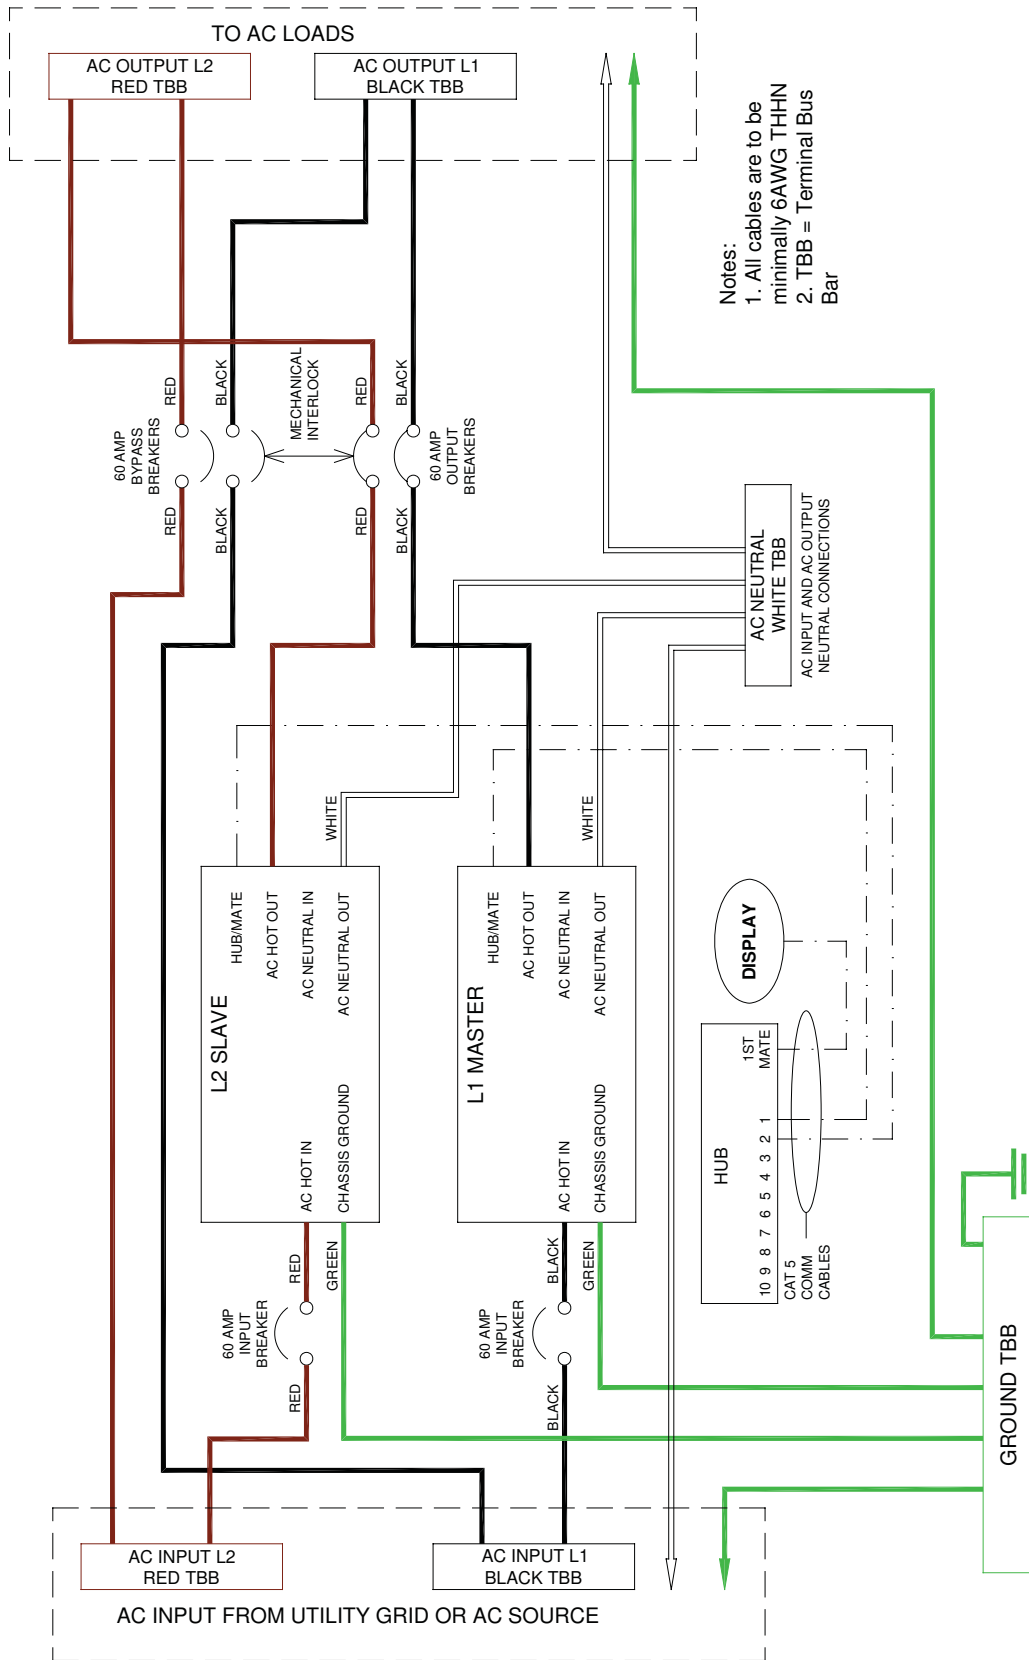 TO AC LOADS
AC OUTPUT L2
RED TBB
AC OUTPUT L1
BLACK TBB
Notes:
1. All cables are to be
minimally 6AWG THHN
2. TBB = Terminal Bus
Bar
RED
BLACK
MECHANICAL
INTERLOCK
RED
BLACK
60 AMP
BYPASS
BREAKERS
60 AMP
OUTPUT
BREAKERS
RED
BLACK
RED
BLACK
AC NEUTRAL
WHITE TBB
AC INPUT AND AC OUTPUT
NEUTRAL CONNECTIONS
WHITE
WHITE
L2 SLAVE
HUB/MATE
AC HOT OUT
AC NEUTRAL IN
AC NEUTRAL OUT
AC HOT IN
CHASSIS GROUND
L1 MASTER
HUB/MATE
AC HOT OUT
AC NEUTRAL IN
AC NEUTRAL OUT
AC HOT IN
CHASSIS GROUND
DISPLAY
HUB
1ST
MATE
10 9 8 7 6 5 4 3 2 1
CAT 5
COMM
CABLES
RED
GREEN
BLACK
GREEN
60 AMP
INPUT
BREAKER
60 AMP
INPUT
BREAKER
RED
BLACK
GROUND TBB
AC INPUT L2
RED TBB
AC INPUT L1
BLACK TBB
AC INPUT FROM UTILITY GRID OR AC SOURCE